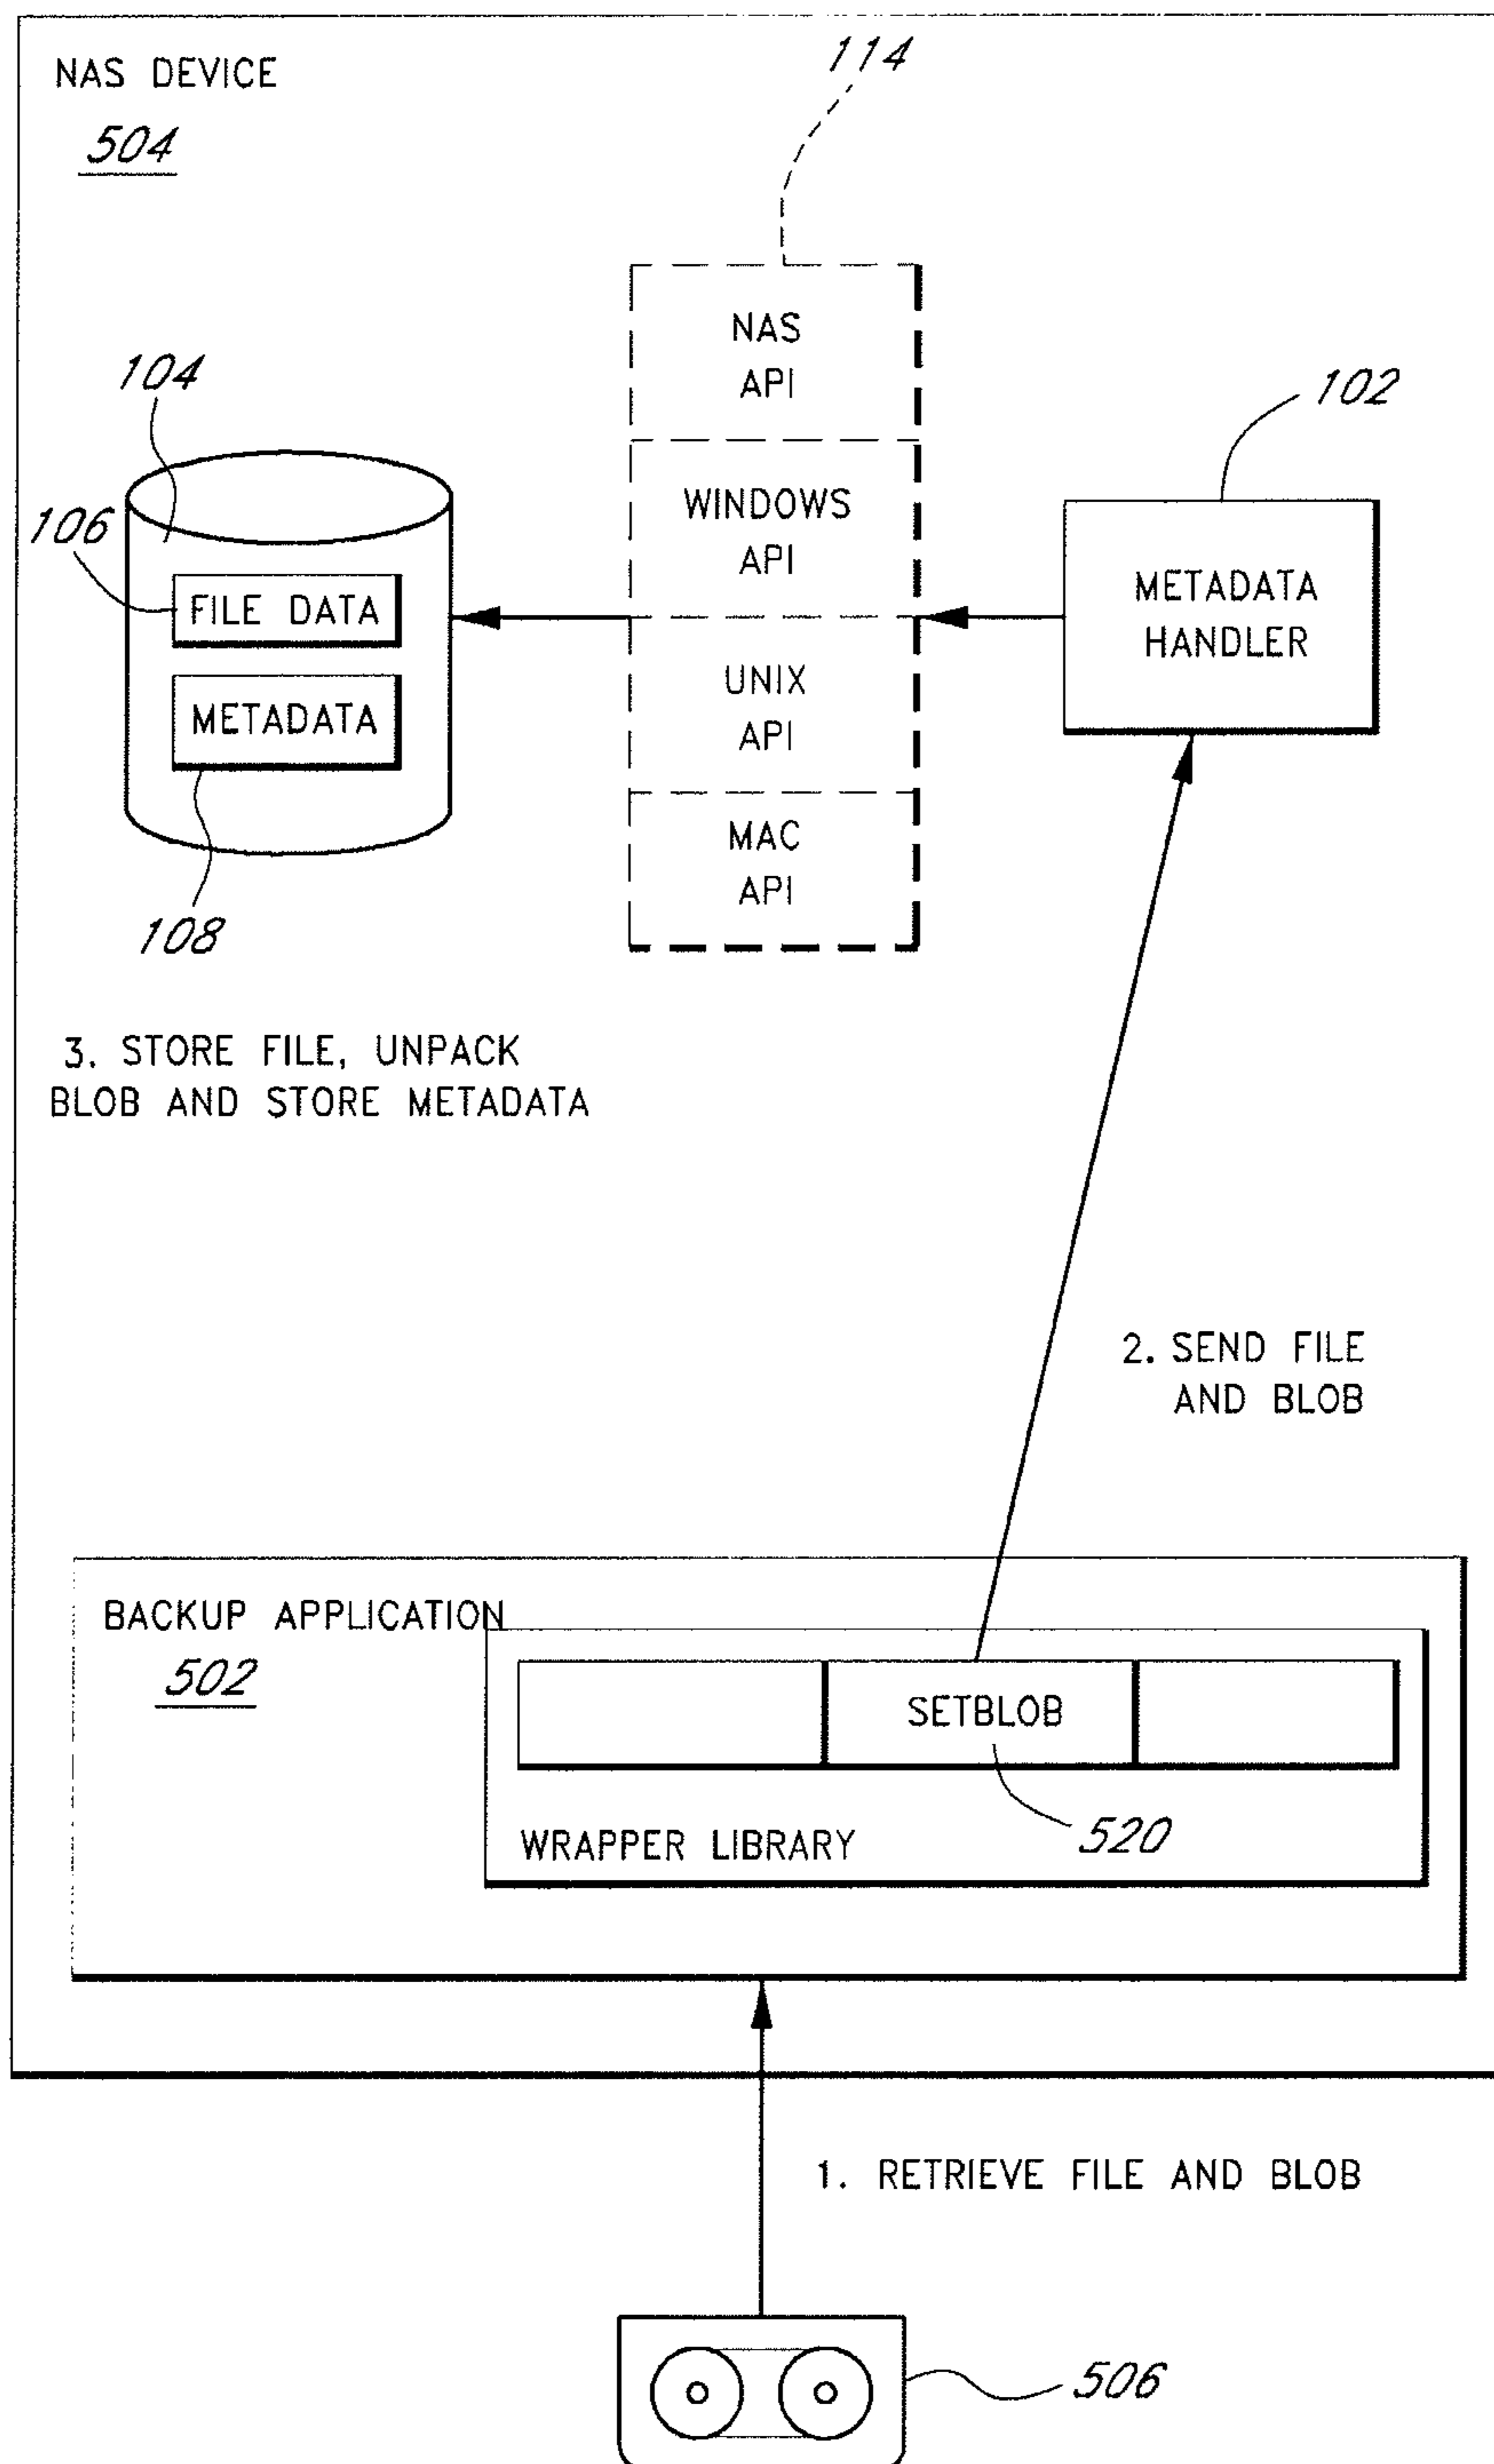 NAS DEVICE
504
114
NAS
API
WINDOWS
API
UNIX
API
MAC
API
104
106
FILE DATA
METADATA
108
102
METADATA
HANDLER
3. STORE FILE, UNPACK
BLOB AND STORE METADATA
2. SEND FILE
AND BLOB
BACKUP APPLICATION
502
SETBLOB
520
WRAPPER LIBRARY
1. RETRIEVE FILE AND BLOB
506